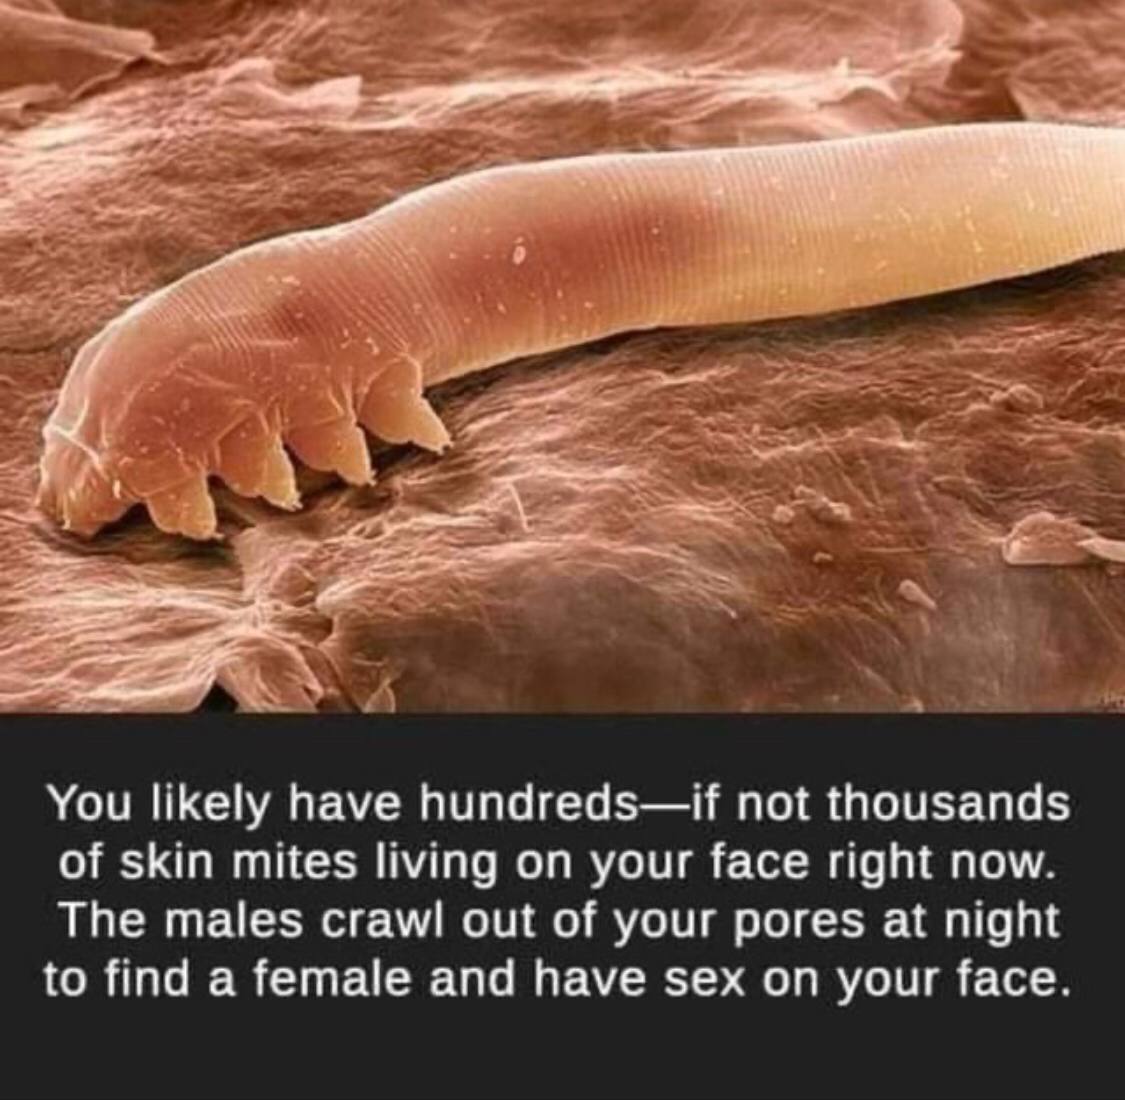 You likely have hundreds—if not thousands
of skin mites living on your face right now.
The males crawl out of your pores at night
to find a female and have sex on your face.